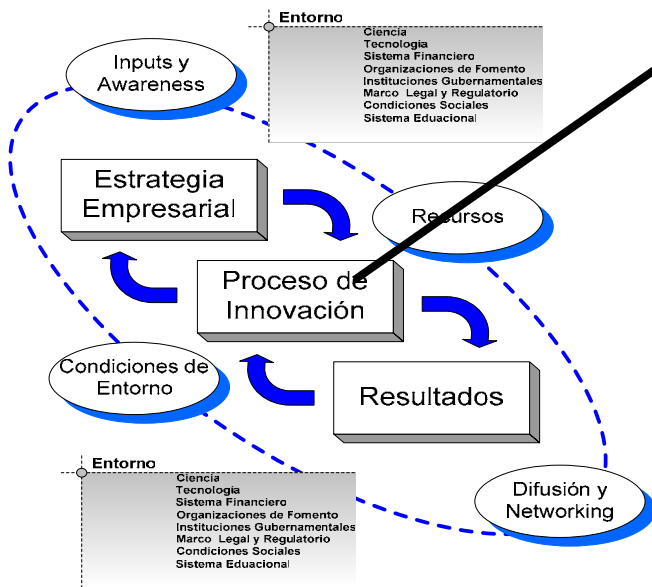 Entorno
Ciencia
Tecnologia
Sistema Financiero
Organizaciones de Fomento
Instituciones Gubernamentales
Marco Legal y Regulatorio
Condiciones Sociales
Sistema Eduacional
Inputs y
Awareness
Estrategia
Empresarial
Recursos
Proceso de
Innovación
Condiciones de
Entorno
Resultados
Entorno
Ciencia
Tecnologia
Sistema Financiero
Organizaciones de Fomento
Instituciones Gubernamentales
Marco Legal y Regulatorio
Condiciones Sociales
Sistema Eduacional
Difusión y
Networking